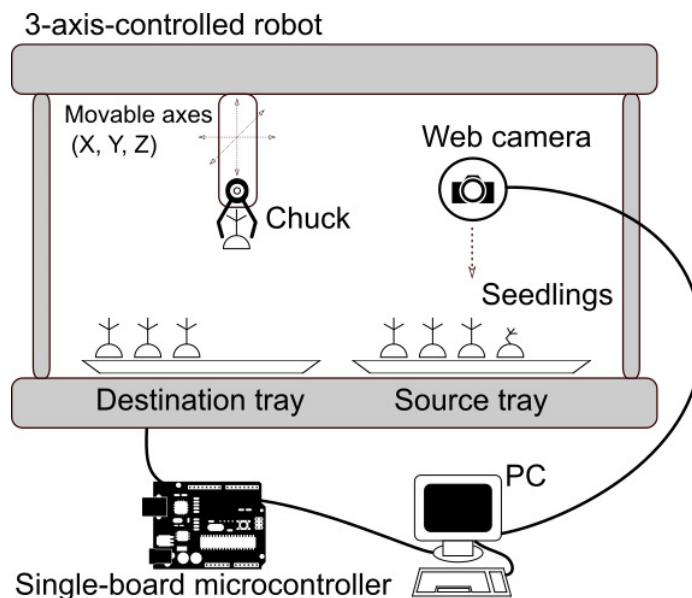 3-axis-controlled robot
Movable axes
(X, Y, Z)
Web camera
Chuck
Seedlings
Destination tray
Source tray
PC
Single-board microcontroller